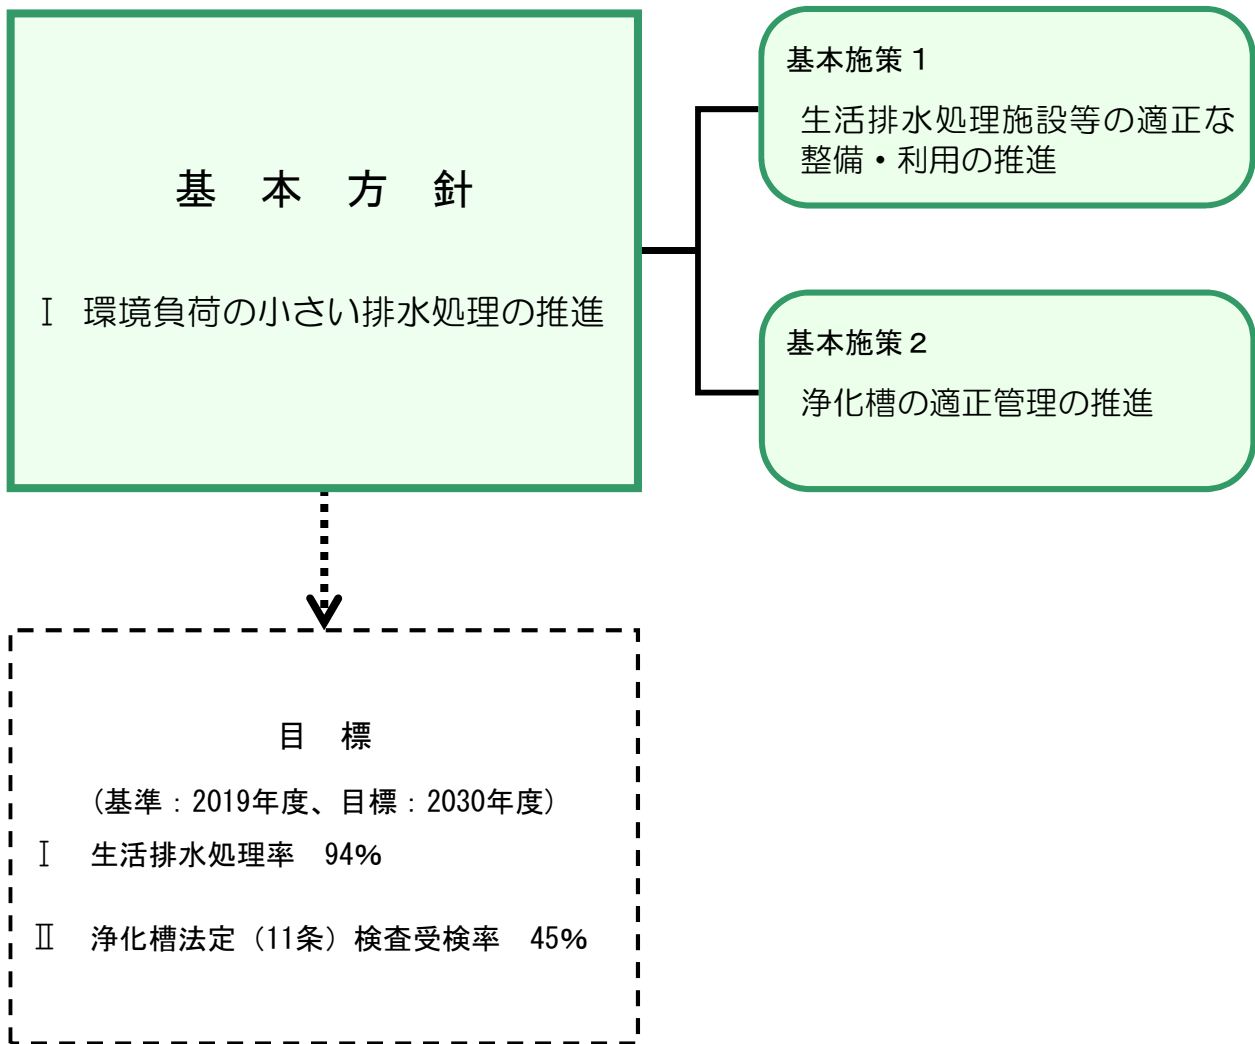 基本方針
Ⅰ 環境負荷の小さい排水処理の推進
基本施策１
生活排水処理施設等の適正な
整備・利用の推進
基本施策２
浄化槽の適正管理の推進
目標
（基準：2019年度、目標：2030年度）
Ⅰ 生活排水処理率 94%
Ⅱ 浄化槽法定（11条）検査受検率 45%